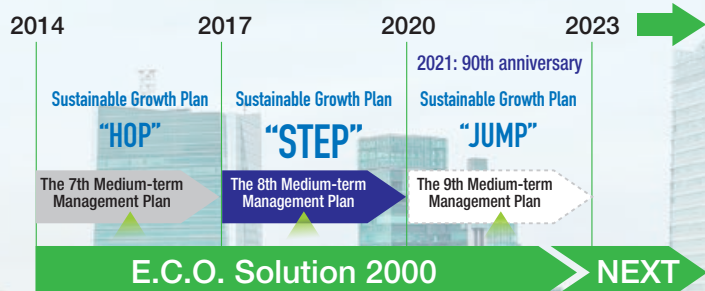 2014 2017 2020 2023
2021: 90th anniversary
Sustainable Growth Plan Sustainable Growth Plan Sustainable Growth Plan
“HOP” “STEP” “JUMP”
The 7th Medium-term The 8th Medium-term The 9th Medium-term
Management Plan Management Plan Management Plan
E.C.O. Solution 2000 NEXT